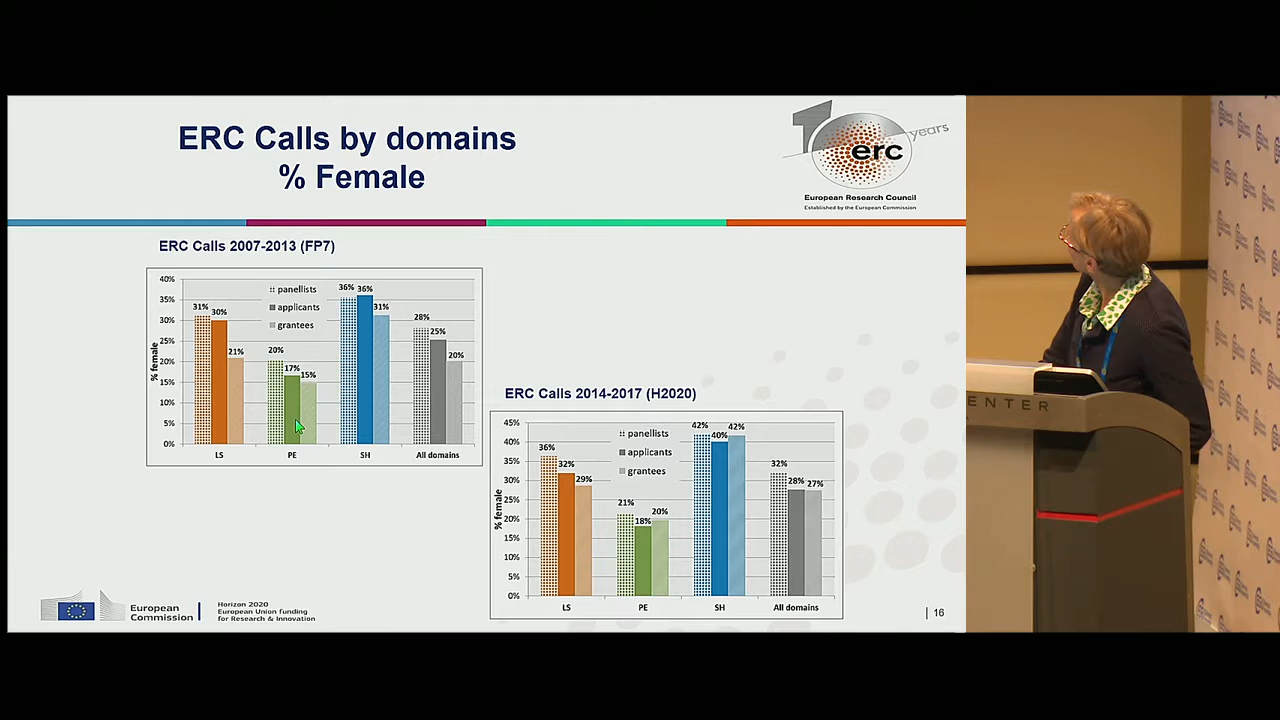 ERC Calls by domains
% Female
10 years
erc
European Research Council
Established by the European Commission
ERC Calls 2007-2013 (FP7)
40%
35%
30%
25%
20%
15%
10%
5%
0%
% female
panellists
applicants
grantees
31%
30%
21%
20%
17%
15%
36%
36%
31%
28%
25%
20%
LS
PE
SH
All domains
ERC Calls 2014-2017 (H2020)
45%
40%
35%
30%
25%
20%
15%
10%
5%
0%
% female
panellists
applicants
grantees
36%
32%
29%
21%
18%
20%
42%
40%
42%
32%
28%
27%
LS
PE
SH
All domains
European
Commission
Horizon 2020
European Union funding
for Research & Innovation
16
ENTER